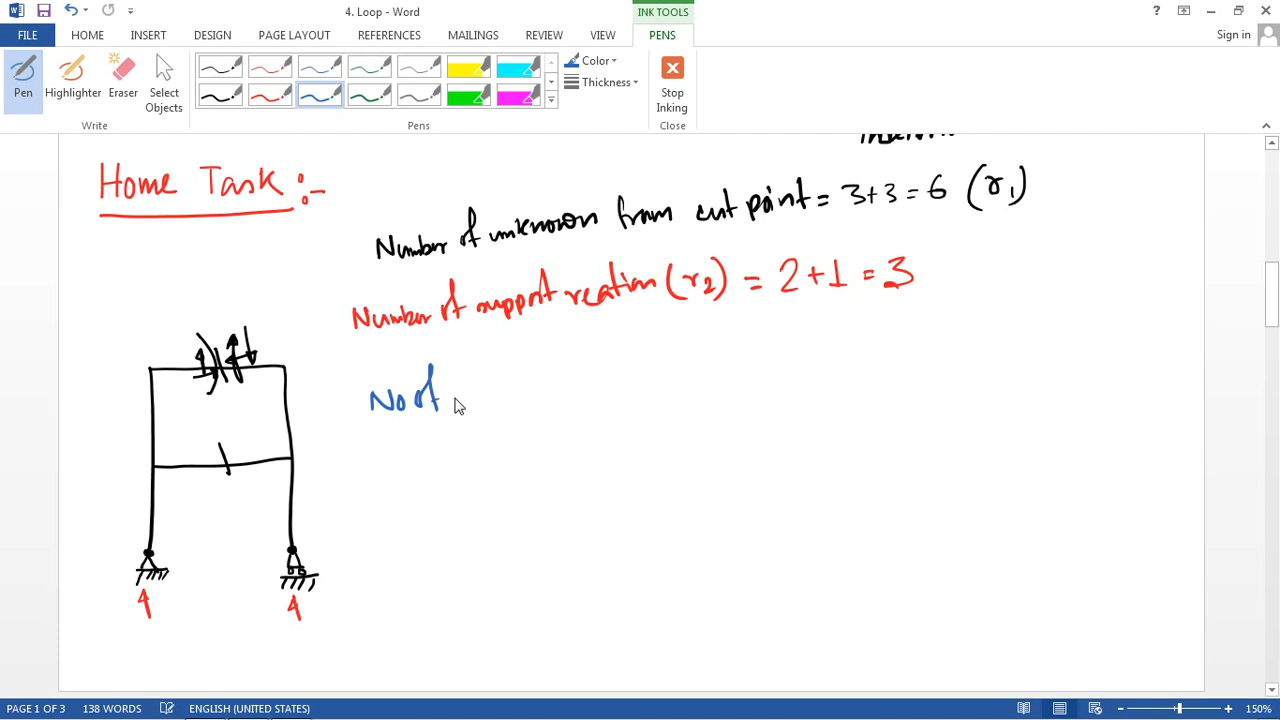 4. Loop - Word
INK TOOLS
Sign in
FILE HOME INSERT DESIGN PAGE LAYOUT REFERENCES MAILINGS REVIEW VIEW PENS
Pen
Highlighter
Eraser
Select Objects
Color
Thickness
Stop Inking
Write
Pens
Close
Home Task :-
Number of unknown from cut point = 3+3 = 6 (r1)
Number of support reation (r2) = 2+1 = 3
No of
PAGE 1 OF 3 138 WORDS ENGLISH (UNITED STATES) 150%